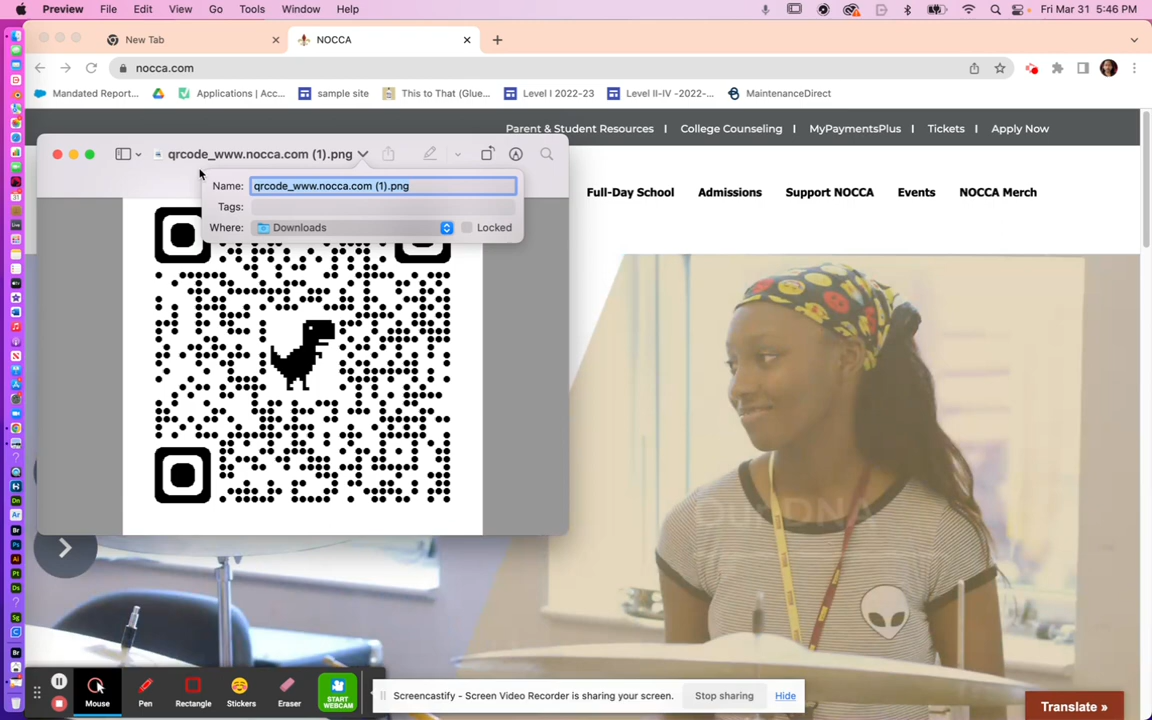 Preview File Edit View Go Tools Window Help Fri Mar 31 5:46 PM
New Tab NOCCA
nocca.com
Mandated Report... Applications | Acc... sample site This to That (Glue... Level I 2022-23 Level II-IV -2022-... MaintenanceDirect
Parent & Student Resources College Counseling MyPaymentsPlus Tickets Apply Now
qrcode_www.nocca.com (1).png
Name: qrcode_www.nocca.com (1).png
Full-Day School Admissions Support NOCCA Events NOCCA Merch
Tags:
Where: Downloads Locked
Mouse Pen Rectangle Stickers Eraser START WEBCAM
Screencastify - Screen Video Recorder is sharing your screen. Stop sharing Hide
Translate »